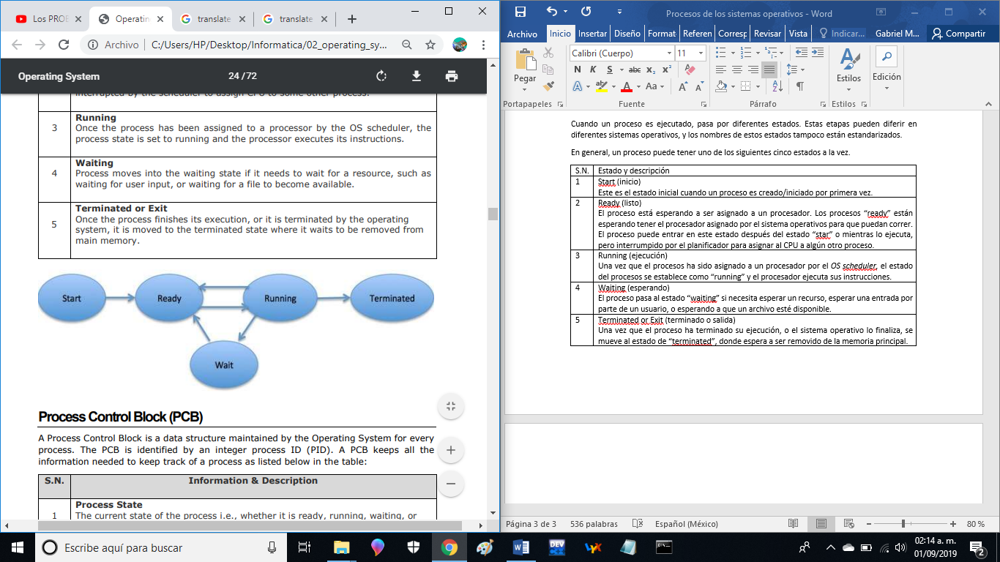 Los PROB
Operatin
translate
translate
Archivo
C:/Users/HP/Desktop/Informatica/02_operating_sy...
Operating System
24 / 72
interrupted by the scheduler to assign CPU to some other process.
3
Running
Once the process has been assigned to a processor by the OS scheduler, the
process state is set to running and the processor executes its instructions.
4
Waiting
Process moves into the waiting state if it needs to wait for a resource, such as
waiting for user input, or waiting for a file to become available.
5
Terminated or Exit
Once the process finishes its execution, or it is terminated by the operating
system, it is moved to the terminated state where it waits to be removed from
main memory.
Start
Ready
Running
Terminated
Wait
Process Control Block (PCB)
A Process Control Block is a data structure maintained by the Operating System for every
process. The PCB is identified by an integer process ID (PID). A PCB keeps all the
information needed to keep track of a process as listed below in the table:
S.N.
Information & Description
1
Process State
The current state of the process i.e., whether it is ready, running, waiting, or
Procesos de los sistemas operativos - Word
Archivo Inicio Insertar Diseño Format Referen Corresp Revisar Vista Indicar... Gabriel M... Compartir
Pegar
Portapapeles
Calibri (Cuerpo) 11
N K S abc x₂ x²
A ab A Aa A A
Fuente
Párrafo
Estilos
Estilos
Edición
Cuando un proceso es ejecutado, pasa por diferentes estados. Estas etapas pueden diferir en
diferentes sistemas operativos, y los nombres de estos estados tampoco están estandarizados.
En general, un proceso puede tener uno de los siguientes cinco estados a la vez.
S.N. Estado y descripción
1 Start (inicio)
Este es el estado inicial cuando un proceso es creado/iniciado por primera vez.
2 Ready (listo)
El proceso está esperando a ser asignado a un procesador. Los procesos “ready” están
esperando tener el procesador asignado por el sistema operativos para que puedan correr.
El proceso puede entrar en este estado después del estado “star” o mientras lo ejecuta,
pero interrumpido por el planificador para asignar al CPU a algún otro proceso.
3 Running (ejecución)
Una vez que el procesos ha sido asignado a un procesador por el OS scheduler, el estado
del procesos se establece como “running” y el procesador ejecuta sus instrucciones.
4 Waiting (esperando)
El proceso pasa al estado “waiting” si necesita esperar un recurso, esperar una entrada por
parte de un usuario, o esperando a que un archivo esté disponible.
5 Terminated or Exit (terminado o salida)
Una vez que el proceso ha terminado su ejecución, o el sistema operativo lo finaliza, se
mueve al estado de “terminated”, donde espera a ser removido de la memoria principal.
Página 3 de 3 536 palabras Español (México) 80 %
Escribe aquí para buscar
DEV
02:14 a. m.
01/09/2019
2